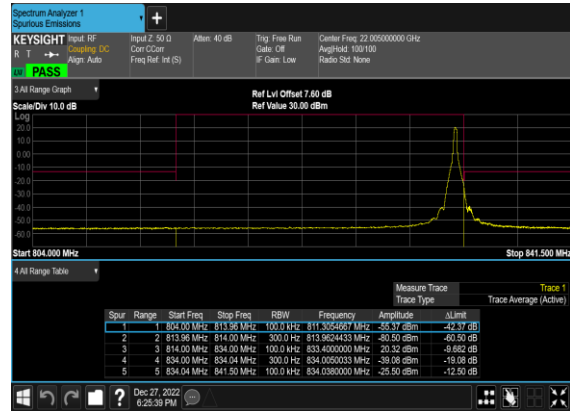 Spectrum Analyzer 1
Spurious Emissions
KEYSIGHT
R T
LW PASS
Input: RF
Coupling: DC
Align: Auto
Input Z: 50 Ω
Corr CCorr
Freq Ref: Int (S)
Atten: 40 dB
Trig: Free Run
Gate: Off
IF Gain: Low
Center Freq: 22.005000000 GHz
Avg|Hold: 100/100
Radio Std: None
3 All Range Graph
Scale/Div 10.0 dB
Ref Lvl Offset 7.60 dB
Ref Value 30.00 dBm
Log
20.0
10.0
0.00
-10.0
-20.0
-30.0
-40.0
-50.0
-60.0
Start 804.000 MHz
Stop 841.500 MHz
4 All Range Table
Measure Trace Trace 1
Trace Type Trace Average (Active)
Spur Range Start Freq Stop Freq RBW Frequency Amplitude ΔLimit
1 1 804.00 MHz 813.96 MHz 100.0 kHz 811.3054667 MHz -55.37 dBm -42.37 dB
2 2 813.96 MHz 814.00 MHz 300.0 Hz 813.9624433 MHz -80.50 dBm -60.50 dB
3 3 814.00 MHz 834.00 MHz 100.0 kHz 833.4000000 MHz 20.32 dBm -9.682 dB
4 4 834.00 MHz 834.04 MHz 300.0 Hz 834.0050033 MHz -39.08 dBm -19.08 dB
5 5 834.04 MHz 841.50 MHz 100.0 kHz 834.0380000 MHz -25.50 dBm -12.50 dB
?
Dec 27, 2022
6:25:39 PM